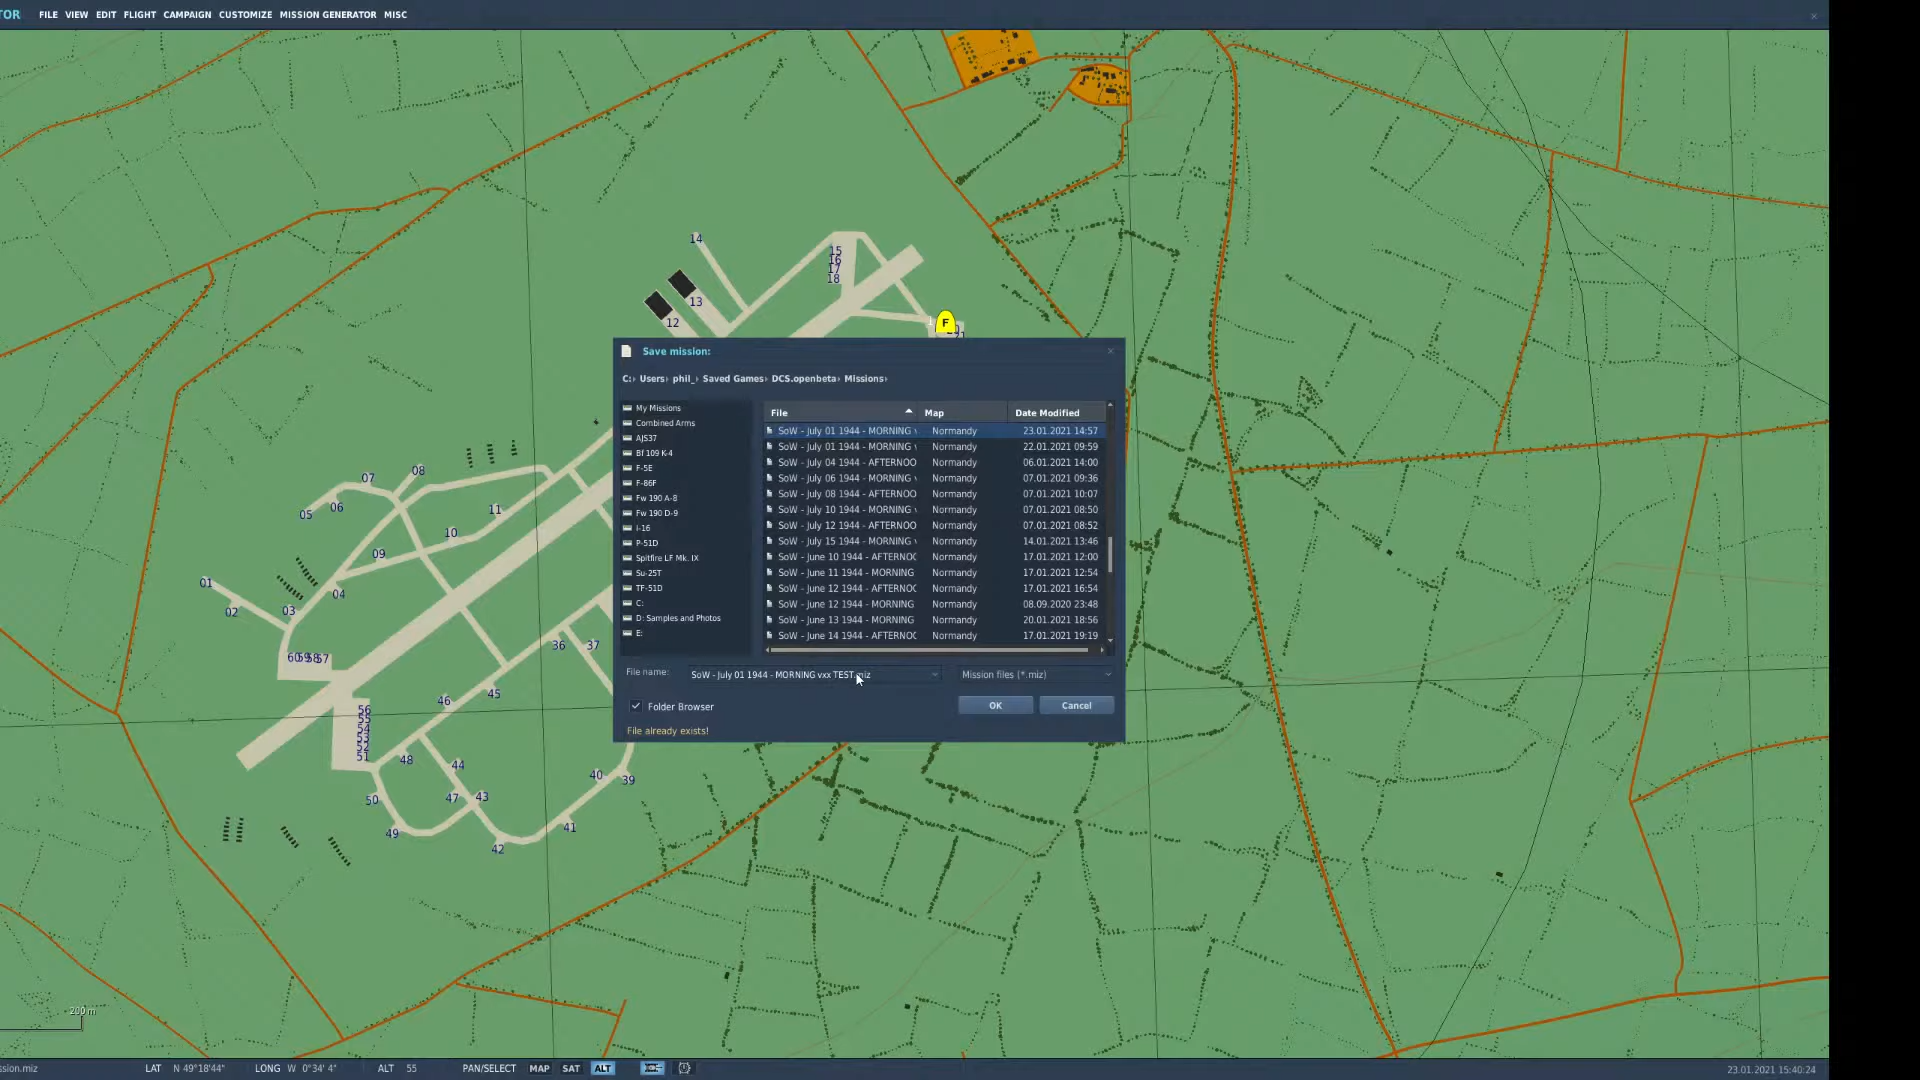 TOR FILE VIEW EDIT FLIGHT CAMPAIGN CUSTOMIZE MISSION GENERATOR MISC
14
15
16
17
18
13
12
F
Save mission:
C:› Users› phil_› Saved Games› DCS.openbeta› Missions›
My Missions
Combined Arms
AJS37
Bf 109 K-4
F-5E
F-86F
Fw 190 A-8
Fw 190 D-9
I-16
P-51D
Spitfire LF Mk. IX
Su-25T
TF-51D
C:
D: Samples and Photos
E:
File Map Date Modified
SoW - July 01 1944 - MORNING v Normandy 23.01.2021 14:57
SoW - July 01 1944 - MORNING v Normandy 22.01.2021 09:59
SoW - July 04 1944 - AFTERNOO Normandy 06.01.2021 14:00
SoW - July 06 1944 - MORNING v Normandy 07.01.2021 09:36
SoW - July 08 1944 - AFTERNOO Normandy 07.01.2021 10:07
SoW - July 10 1944 - MORNING v Normandy 07.01.2021 08:50
SoW - July 12 1944 - AFTERNOO Normandy 07.01.2021 08:52
SoW - July 15 1944 - MORNING v Normandy 14.01.2021 13:46
SoW - June 10 1944 - AFTERNOC Normandy 17.01.2021 12:00
SoW - June 11 1944 - MORNING Normandy 17.01.2021 12:54
SoW - June 12 1944 - AFTERNOC Normandy 17.01.2021 16:54
SoW - June 12 1944 - MORNING Normandy 08.09.2020 23:48
SoW - June 13 1944 - MORNING Normandy 20.01.2021 18:56
SoW - June 14 1944 - AFTERNOC Normandy 17.01.2021 19:19
File name: SoW - July 01 1944 - MORNING vxx TEST.miz Mission files (*.miz)
Folder Browser OK Cancel
File already exists!
07
08
05
06
11
10
09
01
02
03
04
60 59 58 57
36
37
46
45
56
55
54
53
52
51
48
44
47
43
50
49
42
41
40
39
200 m
ssion.miz LAT N 49°18'44" LONG W 0°34' 4" ALT 55 PAN/SELECT MAP SAT ALT 23.01.2021 15:40:24